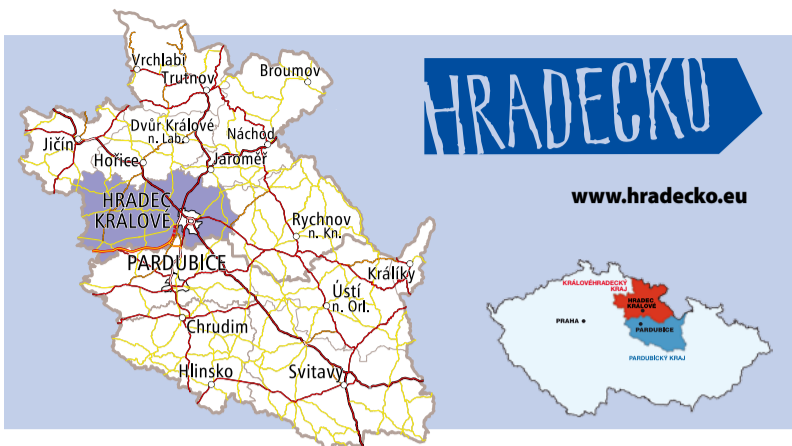 Vrchlabí
Trutnov
Broumov
Dvůr Králové
n. Lab.
Náchod
Jičín
Hořice
Jaroměř
HRADEC
KRÁLOVÉ
Rychnov
n. Kn.
PARDUBICE
Králíky
Ústí
n. Orl.
Chrudim
Hlinsko
Svitavy
HRADECKO
www.hradecko.eu
KRÁLOVÉHRADECKÝ
KRAJ
HRADEC
KRÁLOVÉ
PRAHA
PARDUBICE
PARDUBICKÝ KRAJ